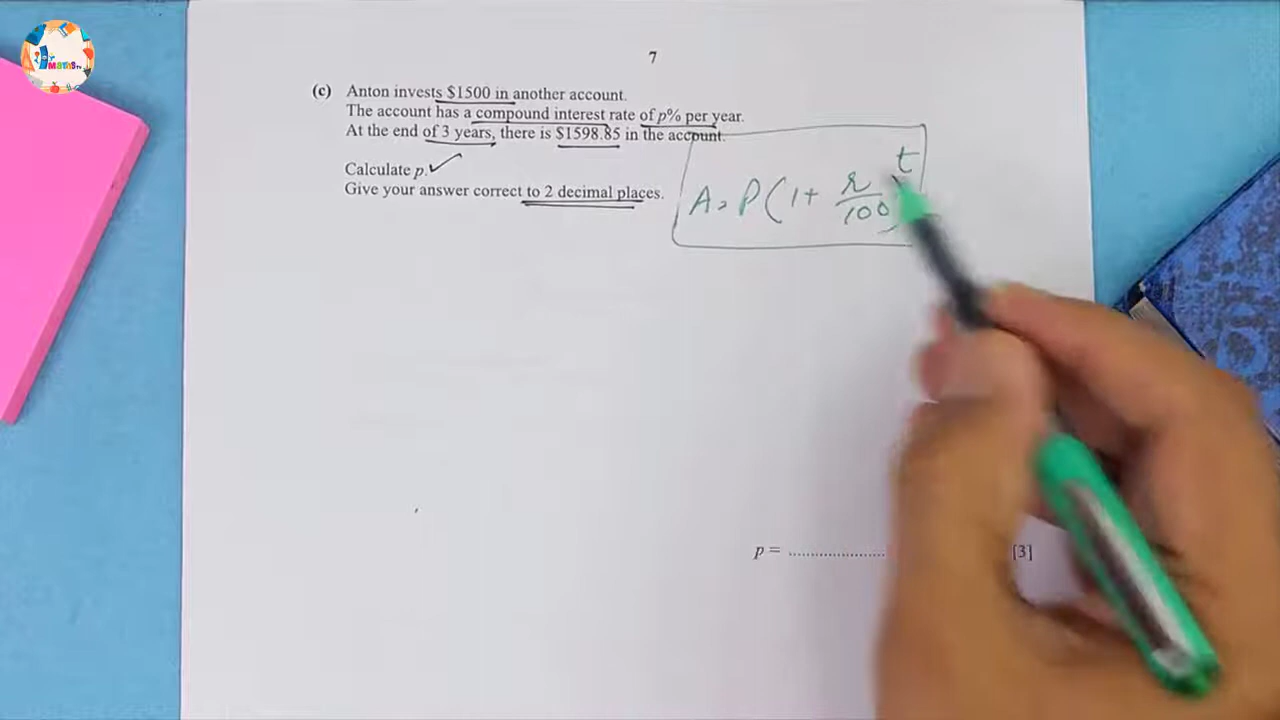 MATHS TV
7
(c) Anton invests $1500 in another account.
The account has a compound interest rate of p% per year.
At the end of 3 years, there is $1598.85 in the account.
Calculate p.
Give your answer correct to 2 decimal places.
A = P(1 + r/100)^t
p = ........................ [3]